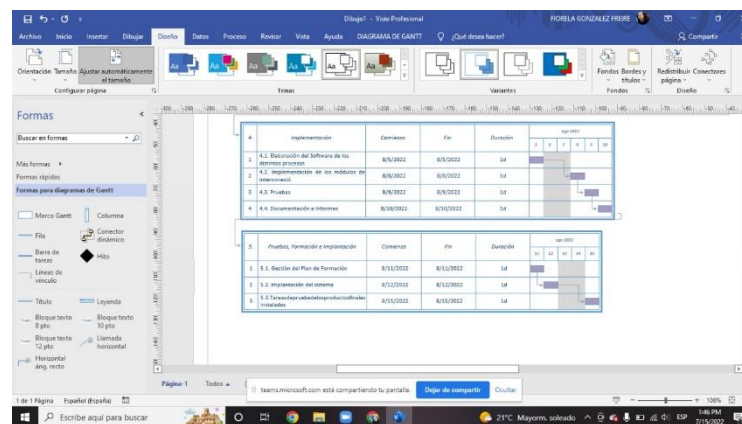 Dibujo1 - Visio Profesional
FIORELA GONZALEZ FREIRE
Archivo Inicio Insertar Dibujar Diseño Datos Proceso Revisar Vista Ayuda DIAGRAMA DE GANTT ¿Qué desea hacer?
Compartir
Orientación Tamaño Ajustar automáticamente el tamaño
Fondos Bordes y títulos
Redistribuir página Conectores
Configurar página
Temas
Variantes
Fondos
Diseño
Formas
Buscar en formas
Más formas
Formas rápidas
Formas para diagramas de Gantt
Marco Gantt
Columna
Fila
Conector dinámico
Barra de tareas
Hito
Líneas de vínculo
Título
Leyenda
Bloque texto 8 pto
Bloque texto 10 pto
Bloque texto 12 pto
Llamada horizontal
Horizontal áng. recto
4 Implementación Comienzo Fin Duración ago 2022
1 4.1. Elaboración del Software de los distintos procesos 8/5/2022 8/5/2022 1d
2 4.2. Implementación de los módulos de interconació 8/8/2022 8/8/2022 1d
3 4.3. Pruebas 8/9/2022 8/9/2022 1d
4 4.4. Documentación e Informes 8/10/2022 8/10/2022 1d
5 Pruebas, Formación e Implantación Comienzo Fin Duración ago 2022
1 5.1. Gestión del Plan de Formación 8/11/2022 8/11/2022 1d
2 5.2. Implantación del sistema 8/12/2022 8/12/2022 1d
3 5.3.Tareasdepruebadelosproductosfinales instalados 8/15/2022 8/15/2022 1d
Página-1 Todos
teams.microsoft.com está compartiendo tu pantalla. Dejar de compartir Ocultar
1 de 1 Página Español (España)
106%
Escribe aquí para buscar
21°C Mayorm. soleado
ESP
1:46 PM
7/15/2022